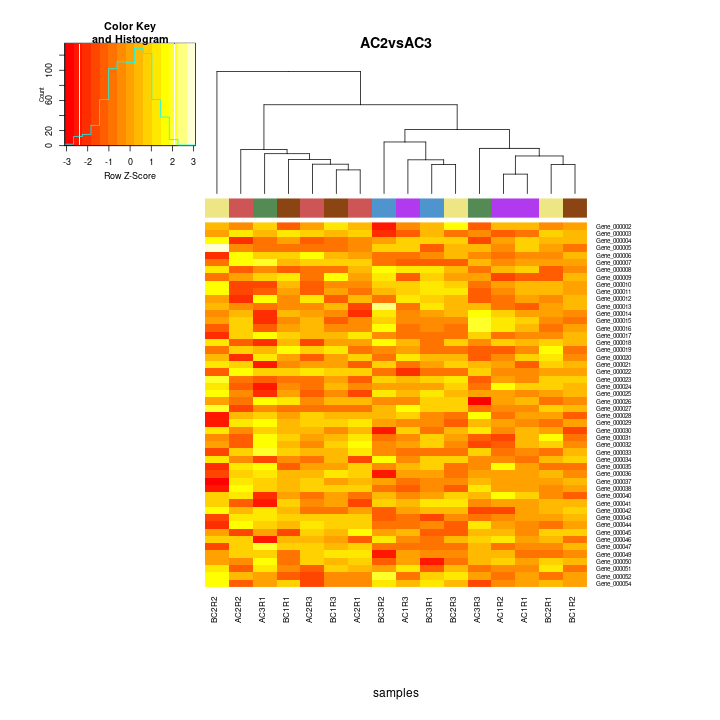 Color Key
and Histogram
AC2vsAC3
Count
0 20 60 100
-3 -2 -1 0 1 2 3
Row Z-Score
Gene_000002
Gene_000003
Gene_000004
Gene_000005
Gene_000006
Gene_000007
Gene_000008
Gene_000009
Gene_000010
Gene_000011
Gene_000012
Gene_000013
Gene_000014
Gene_000015
Gene_000016
Gene_000017
Gene_000018
Gene_000019
Gene_000020
Gene_000021
Gene_000022
Gene_000023
Gene_000024
Gene_000025
Gene_000026
Gene_000027
Gene_000028
Gene_000029
Gene_000030
Gene_000031
Gene_000032
Gene_000033
Gene_000034
Gene_000035
Gene_000036
Gene_000037
Gene_000038
Gene_000040
Gene_000041
Gene_000042
Gene_000043
Gene_000044
Gene_000045
Gene_000046
Gene_000047
Gene_000049
Gene_000050
Gene_000051
Gene_000052
Gene_000054
BC2R2
AC2R2
AC3R1
BC1R1
AC2R3
BC1R3
AC2R1
BC3R2
AC1R3
BC3R1
BC2R3
AC3R3
AC1R2
AC1R1
BC2R1
BC1R2
samples